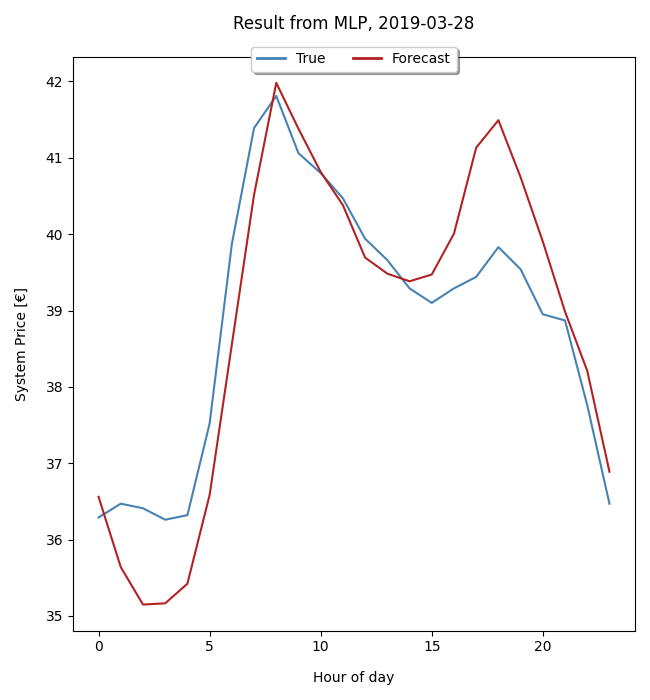 Result from MLP, 2019-03-28
True
Forecast
System Price [€]
42
41
40
39
38
37
36
35
0
5
10
15
20
Hour of day